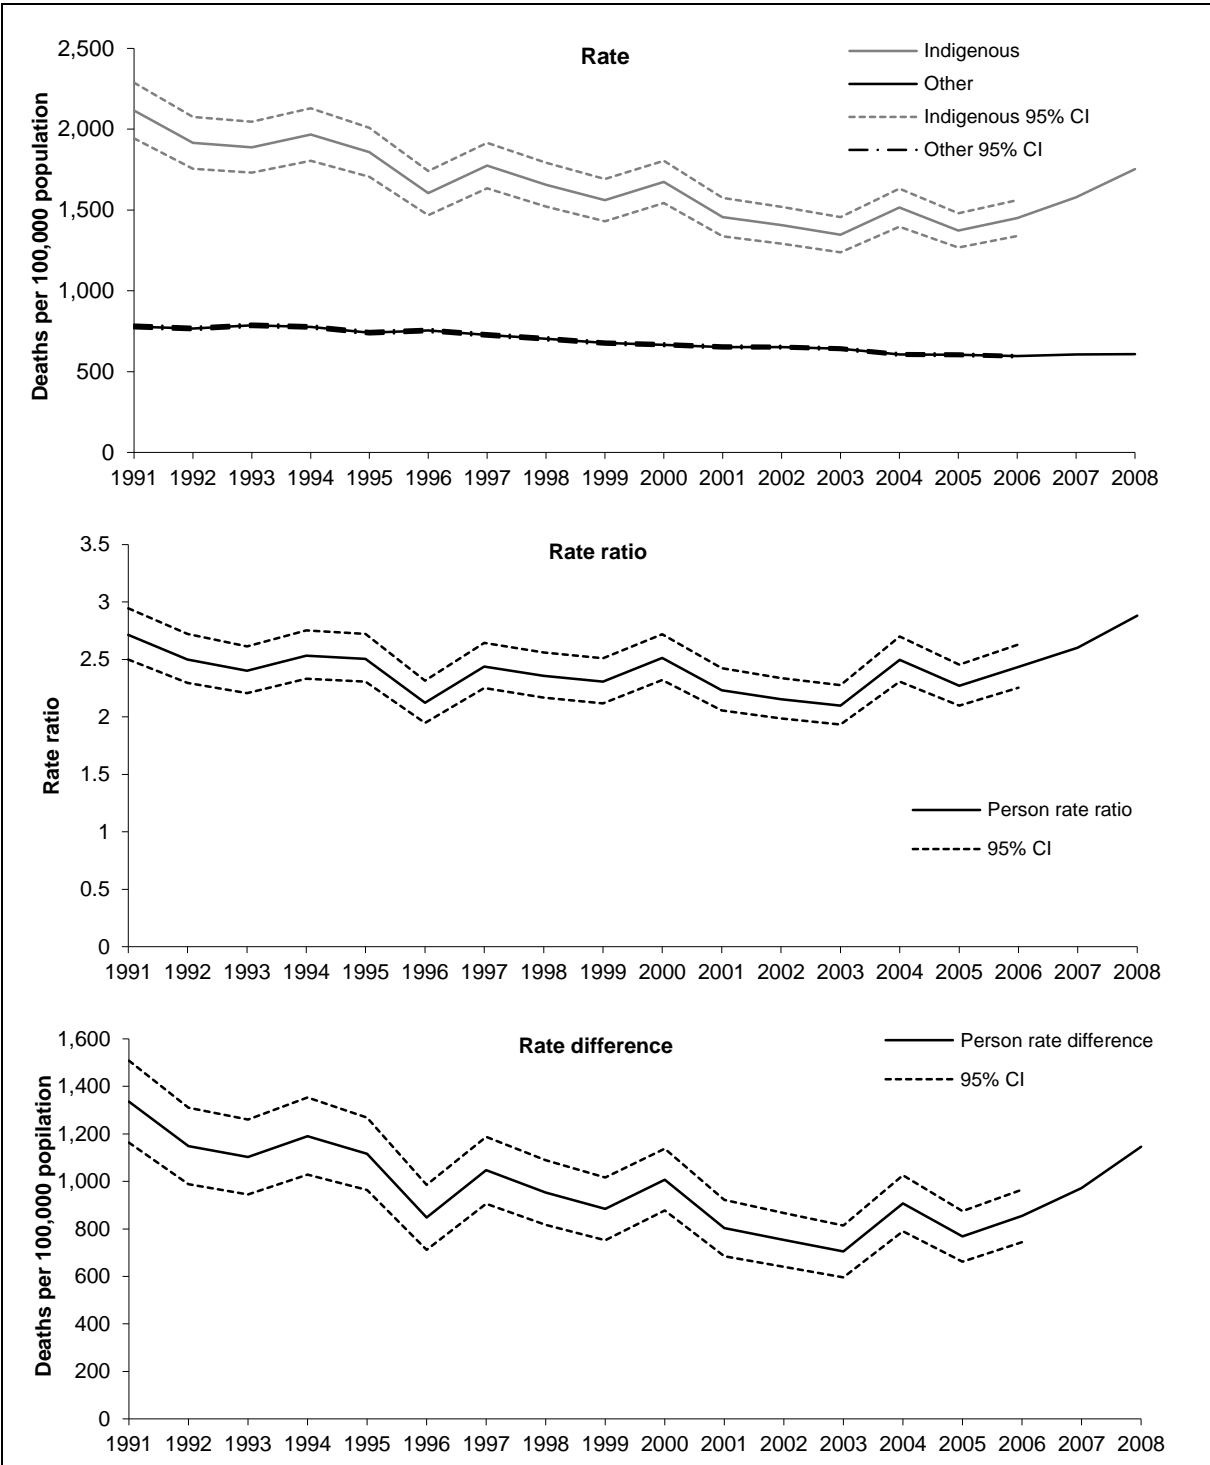 Rate
Indigenous
Other
Indigenous 95% CI
Other 95% CI
Deaths per 100,000 population
2,500
2,000
1,500
1,000
500
0
1991 1992 1993 1994 1995 1996 1997 1998 1999 2000 2001 2002 2003 2004 2005 2006 2007 2008
Rate ratio
Rate ratio
3.5
3
2.5
2
1.5
1
0.5
0
Person rate ratio
95% CI
1991 1992 1993 1994 1995 1996 1997 1998 1999 2000 2001 2002 2003 2004 2005 2006 2007 2008
Rate difference
Person rate difference
95% CI
Deaths per 100,000 popilation
1,600
1,400
1,200
1,000
800
600
400
200
0
1991 1992 1993 1994 1995 1996 1997 1998 1999 2000 2001 2002 2003 2004 2005 2006 2007 2008